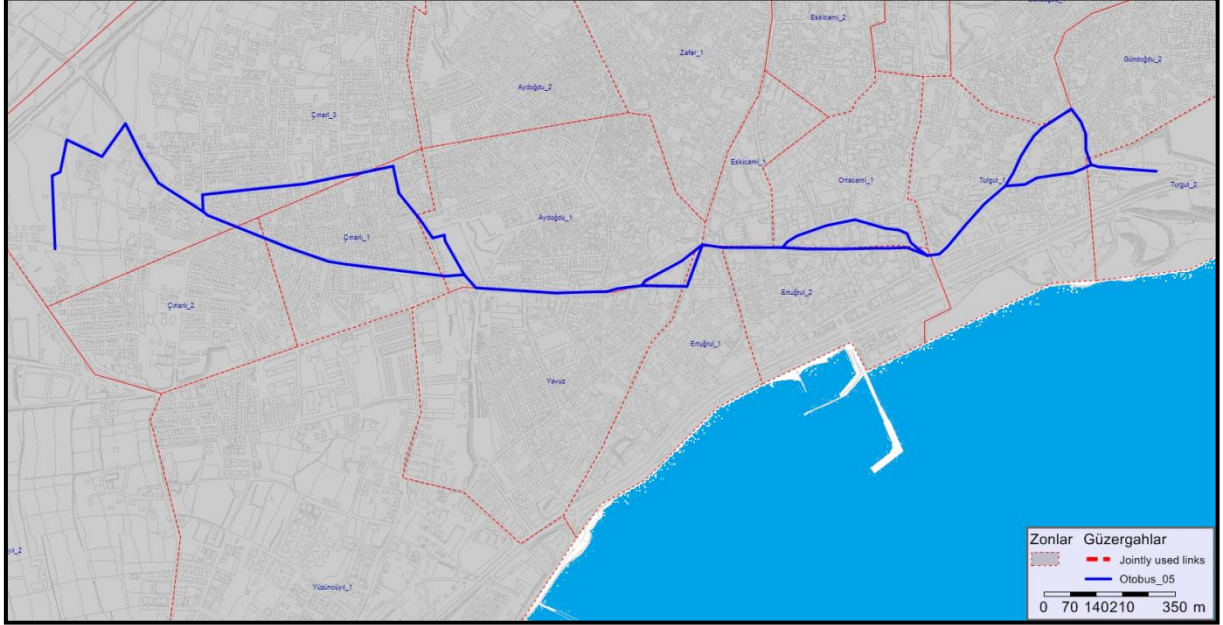 Eskicami_2
Zafer_1
Gündoğdu_2
Aydoğdu_2
Çınarlı_3
Eskicami_1
Ortacami_1
Turgut_1
Turgut_2
Aydoğdu_1
Çınarlı_1
Çınarlı_2
Ertuğrul_2
Ertuğrul_1
Yavuz
Yüzüncüyıl_1
Zonlar Güzergahlar
Jointly used links
Otobus_05
0 70 140210 350 m